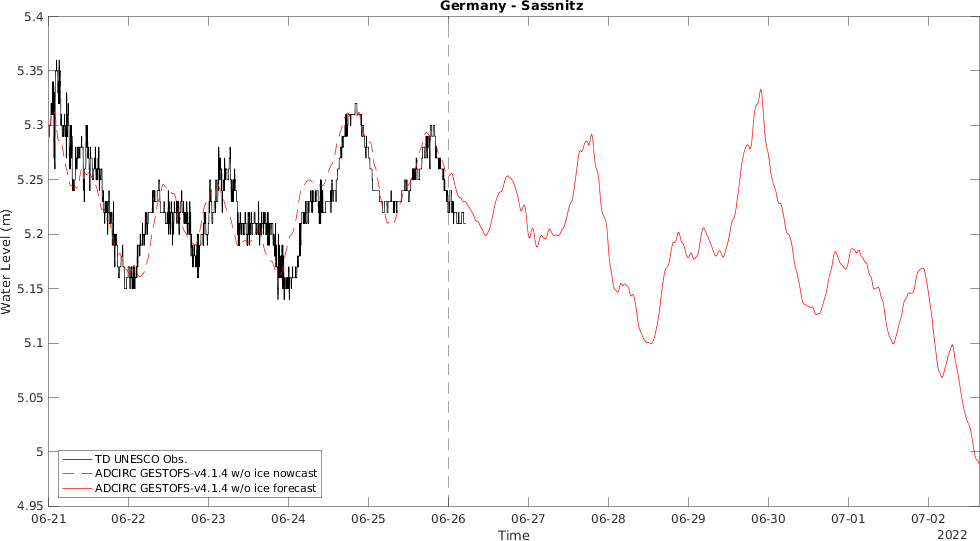 Germany - Sassnitz
5.4
5.35
5.3
5.25
5.2
5.15
5.1
5.05
5
4.95
Water Level (m)
TD UNESCO Obs.
ADCIRC GESTOFS-v4.1.4 w/o ice nowcast
ADCIRC GESTOFS-v4.1.4 w/o ice forecast
06-21 06-22 06-23 06-24 06-25 06-26 06-27 06-28 06-29 06-30 07-01 07-02
Time
2022